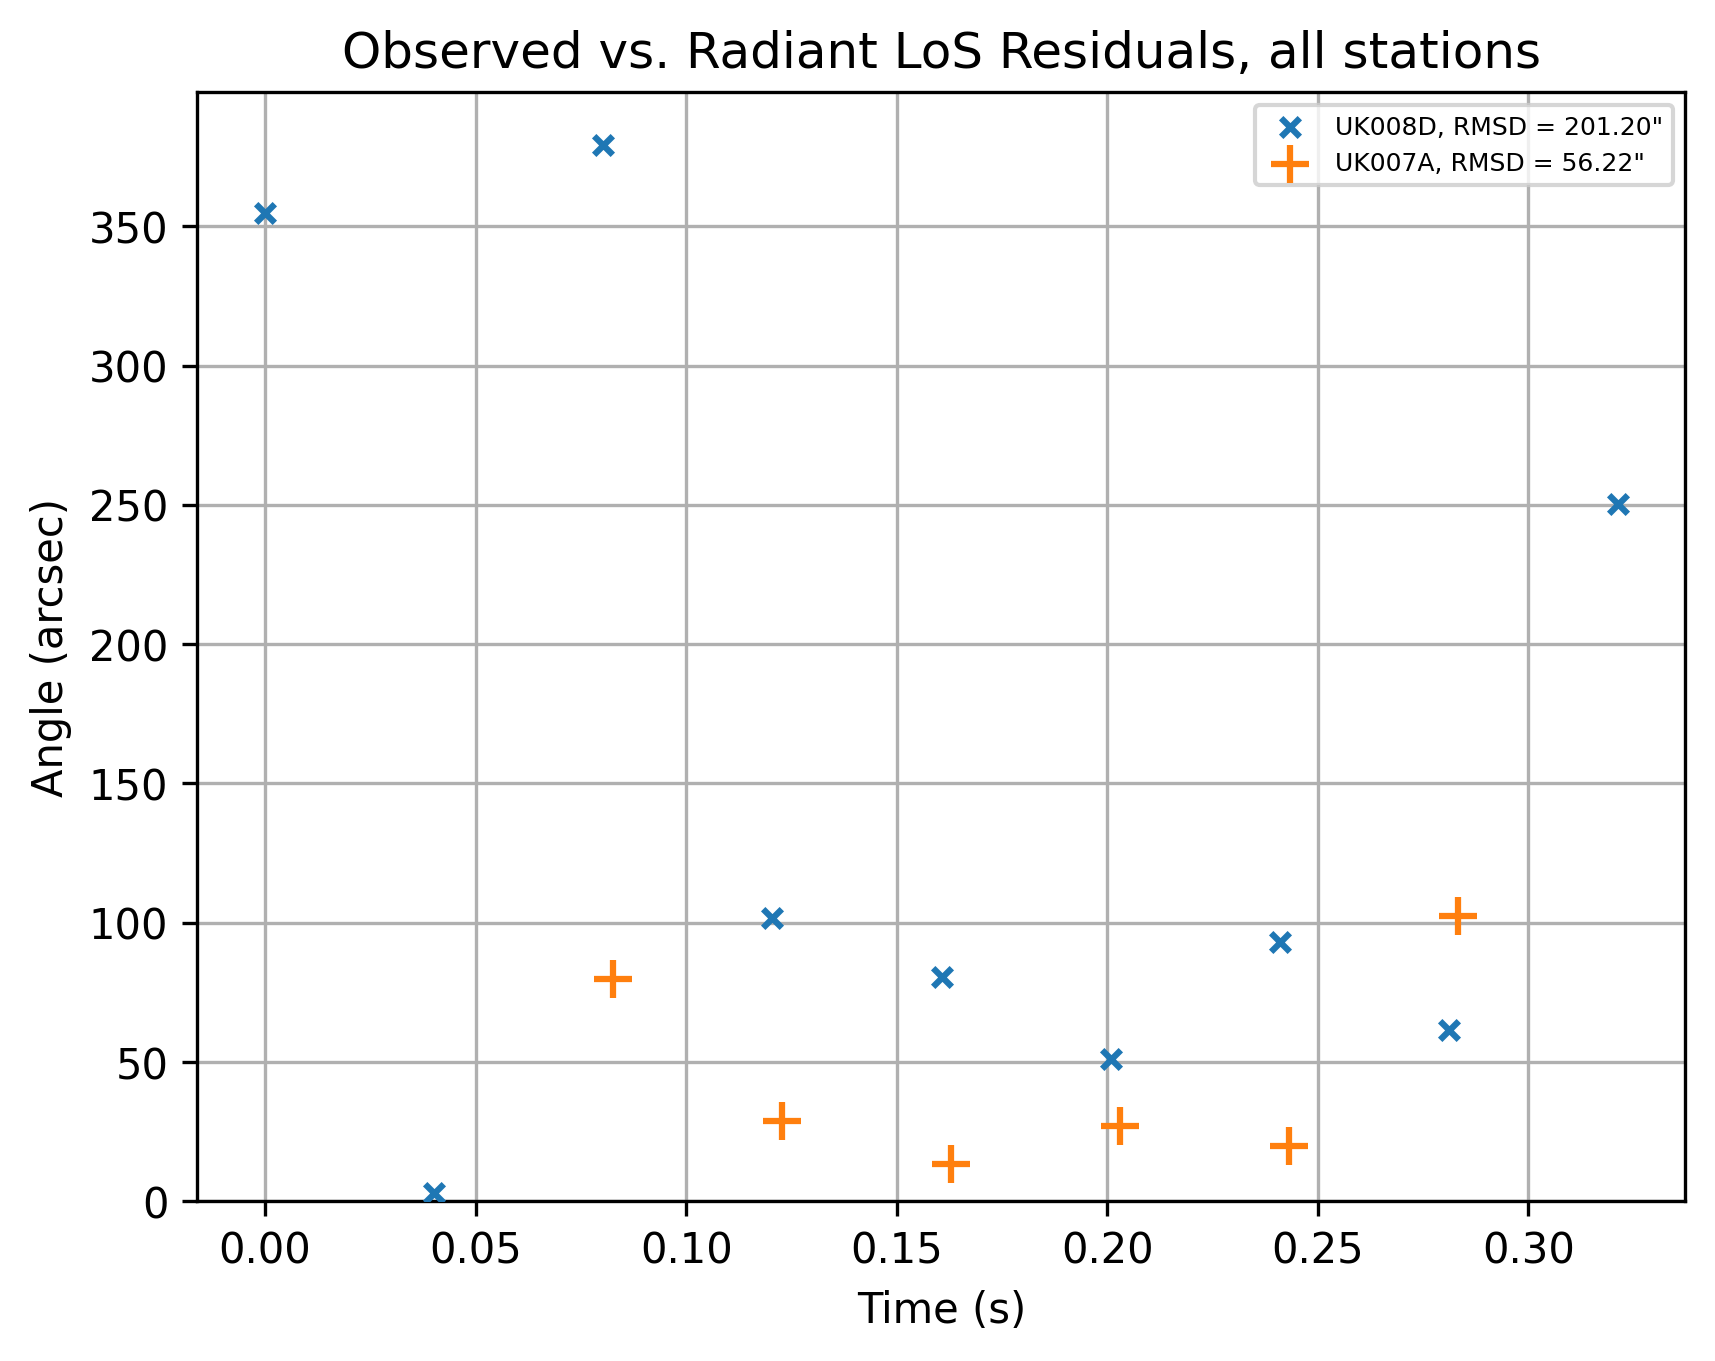 Observed vs. Radiant LoS Residuals, all stations
UK008D, RMSD = 201.20"
UK007A, RMSD = 56.22"
350
300
250
200
150
100
50
0
Angle (arcsec)
0.00 0.05 0.10 0.15 0.20 0.25 0.30
Time (s)